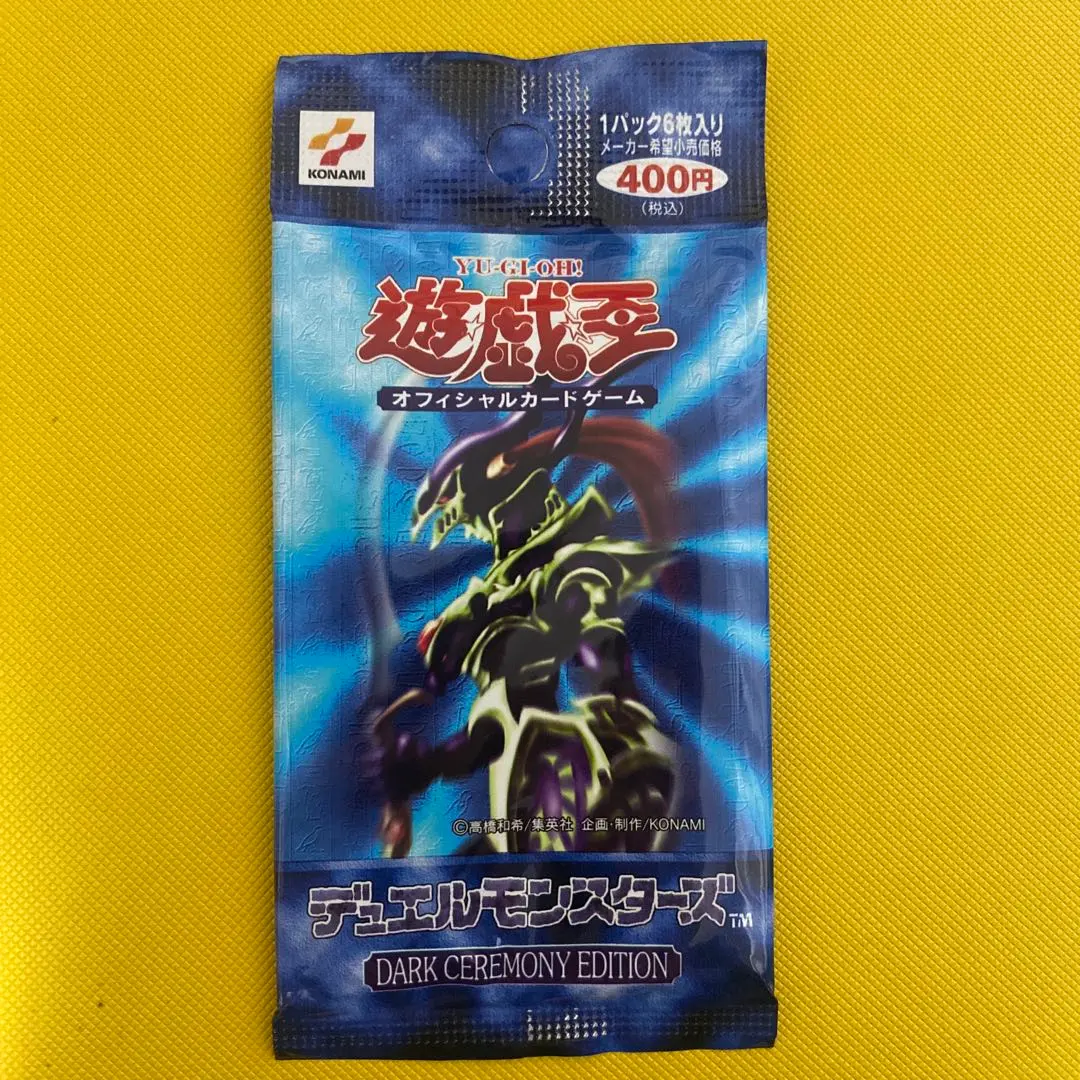 KONAMI
1パック6枚入り
メーカー希望小売価格
400円
(税込)
YU-GI-OH!
遊戯王
オフィシャルカードゲーム
©高橋和希/集英社 企画・制作/KONAMI
デュエルモンスターズ™
DARK CEREMONY EDITION